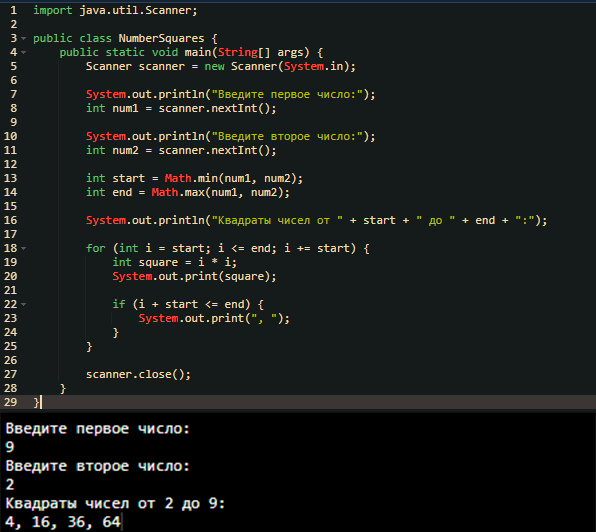 1 import java.util.Scanner;
2
3 public class NumberSquares {
4     public static void main(String[] args) {
5         Scanner scanner = new Scanner(System.in);
6
7         System.out.println("Введите первое число:");
8         int num1 = scanner.nextInt();
9
10         System.out.println("Введите второе число:");
11         int num2 = scanner.nextInt();
12
13         int start = Math.min(num1, num2);
14         int end = Math.max(num1, num2);
15
16         System.out.println("Квадраты чисел от " + start + " до " + end + ":");
17
18         for (int i = start; i <= end; i += start) {
19             int square = i * i;
20             System.out.print(square);
21
22             if (i + start <= end) {
23                 System.out.print(", ");
24             }
25         }
26
27         scanner.close();
28     }
29 }
Введите первое число:
9
Введите второе число:
2
Квадраты чисел от 2 до 9:
4, 16, 36, 64